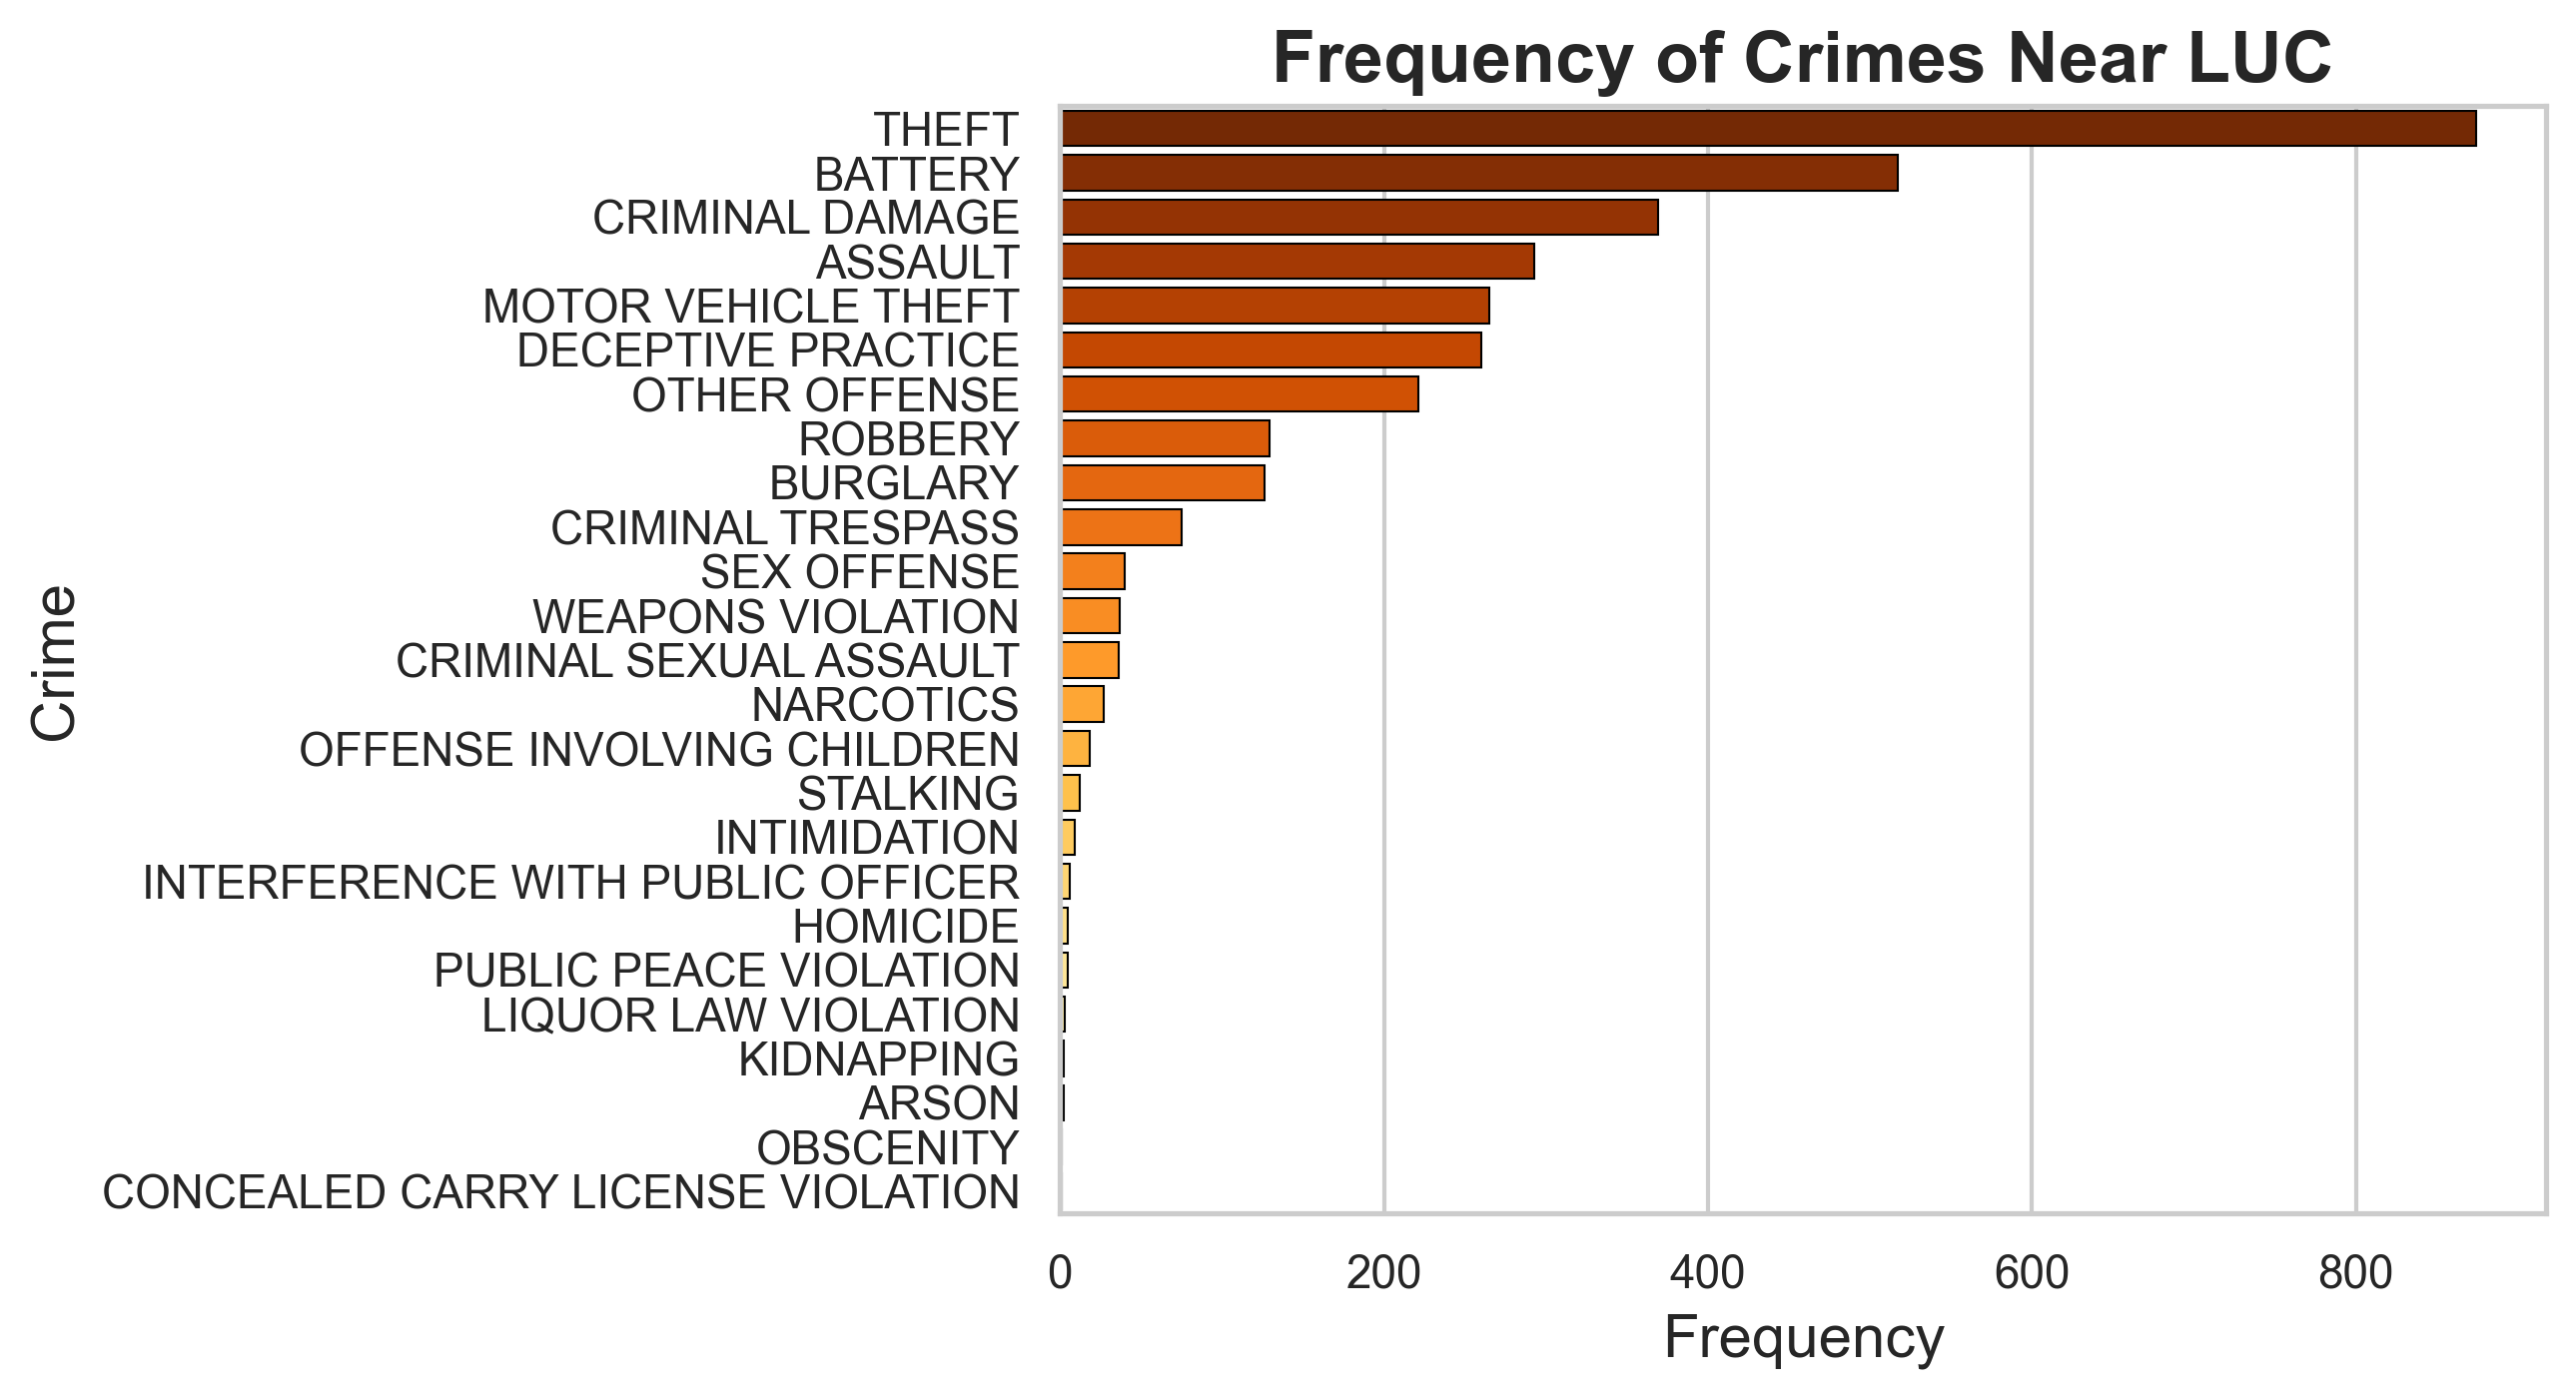 Frequency of Crimes Near LUC
THEFT
BATTERY
CRIMINAL DAMAGE
ASSAULT
MOTOR VEHICLE THEFT
DECEPTIVE PRACTICE
OTHER OFFENSE
ROBBERY
BURGLARY
CRIMINAL TRESPASS
SEX OFFENSE
WEAPONS VIOLATION
CRIMINAL SEXUAL ASSAULT
NARCOTICS
OFFENSE INVOLVING CHILDREN
STALKING
INTIMIDATION
INTERFERENCE WITH PUBLIC OFFICER
HOMICIDE
PUBLIC PEACE VIOLATION
LIQUOR LAW VIOLATION
KIDNAPPING
ARSON
OBSCENITY
CONCEALED CARRY LICENSE VIOLATION
Crime
0 200 400 600 800
Frequency